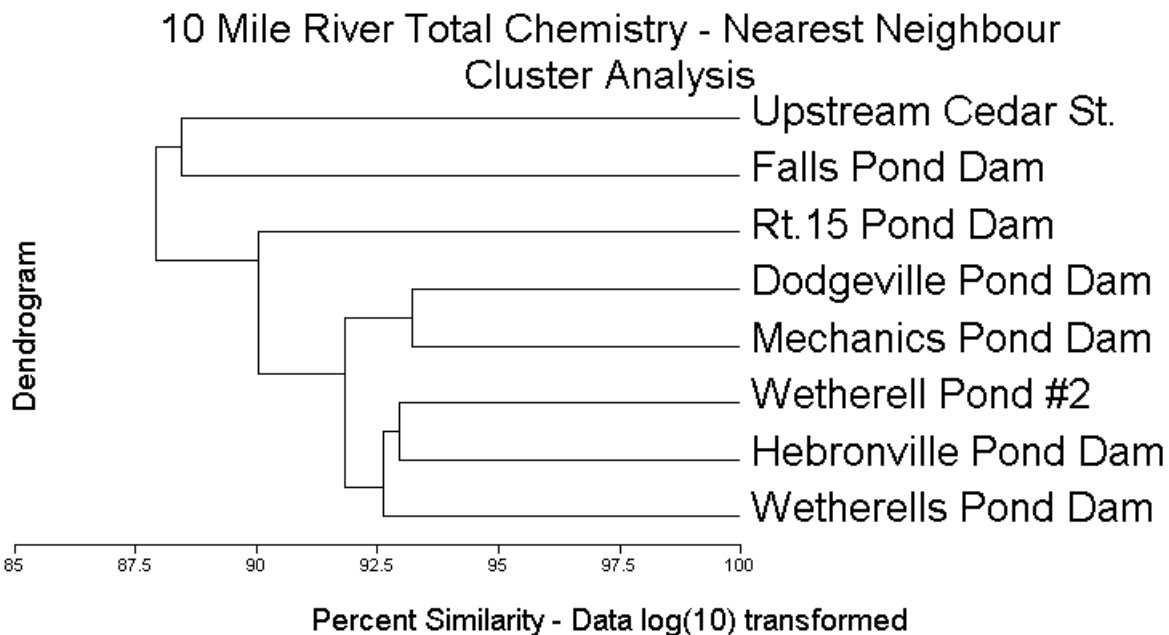 10 Mile River Total Chemistry - Nearest Neighbour
Cluster Analysis
Upstream Cedar St.
Falls Pond Dam
Rt.15 Pond Dam
Dodgeville Pond Dam
Mechanics Pond Dam
Wetherell Pond #2
Hebronville Pond Dam
Wetherells Pond Dam
Dendrogram
85 87.5 90 92.5 95 97.5 100
Percent Similarity - Data log(10) transformed